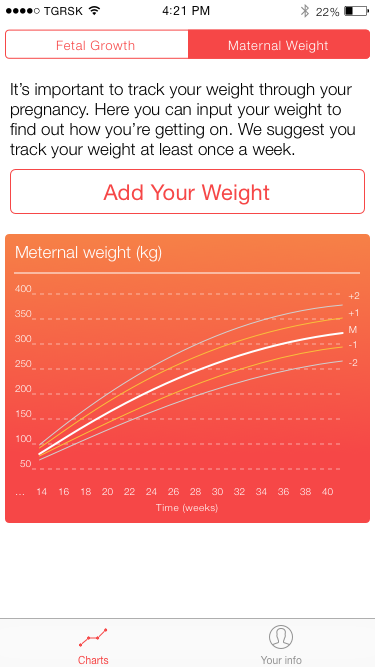 TGRSK 4:21 PM 22%
Fetal Growth Maternal Weight
It's important to track your weight through your
pregnancy. Here you can input your weight to
find out how you're getting on. We suggest you
track your weight at least once a week.
Add Your Weight
Meternal weight (kg)
400
350
300
250
200
150
100
50
+2
+1
M
-1
-2
... 14 16 18 20 22 24 26 28 30 32 34 36 38 40
Time (weeks)
Charts Your info